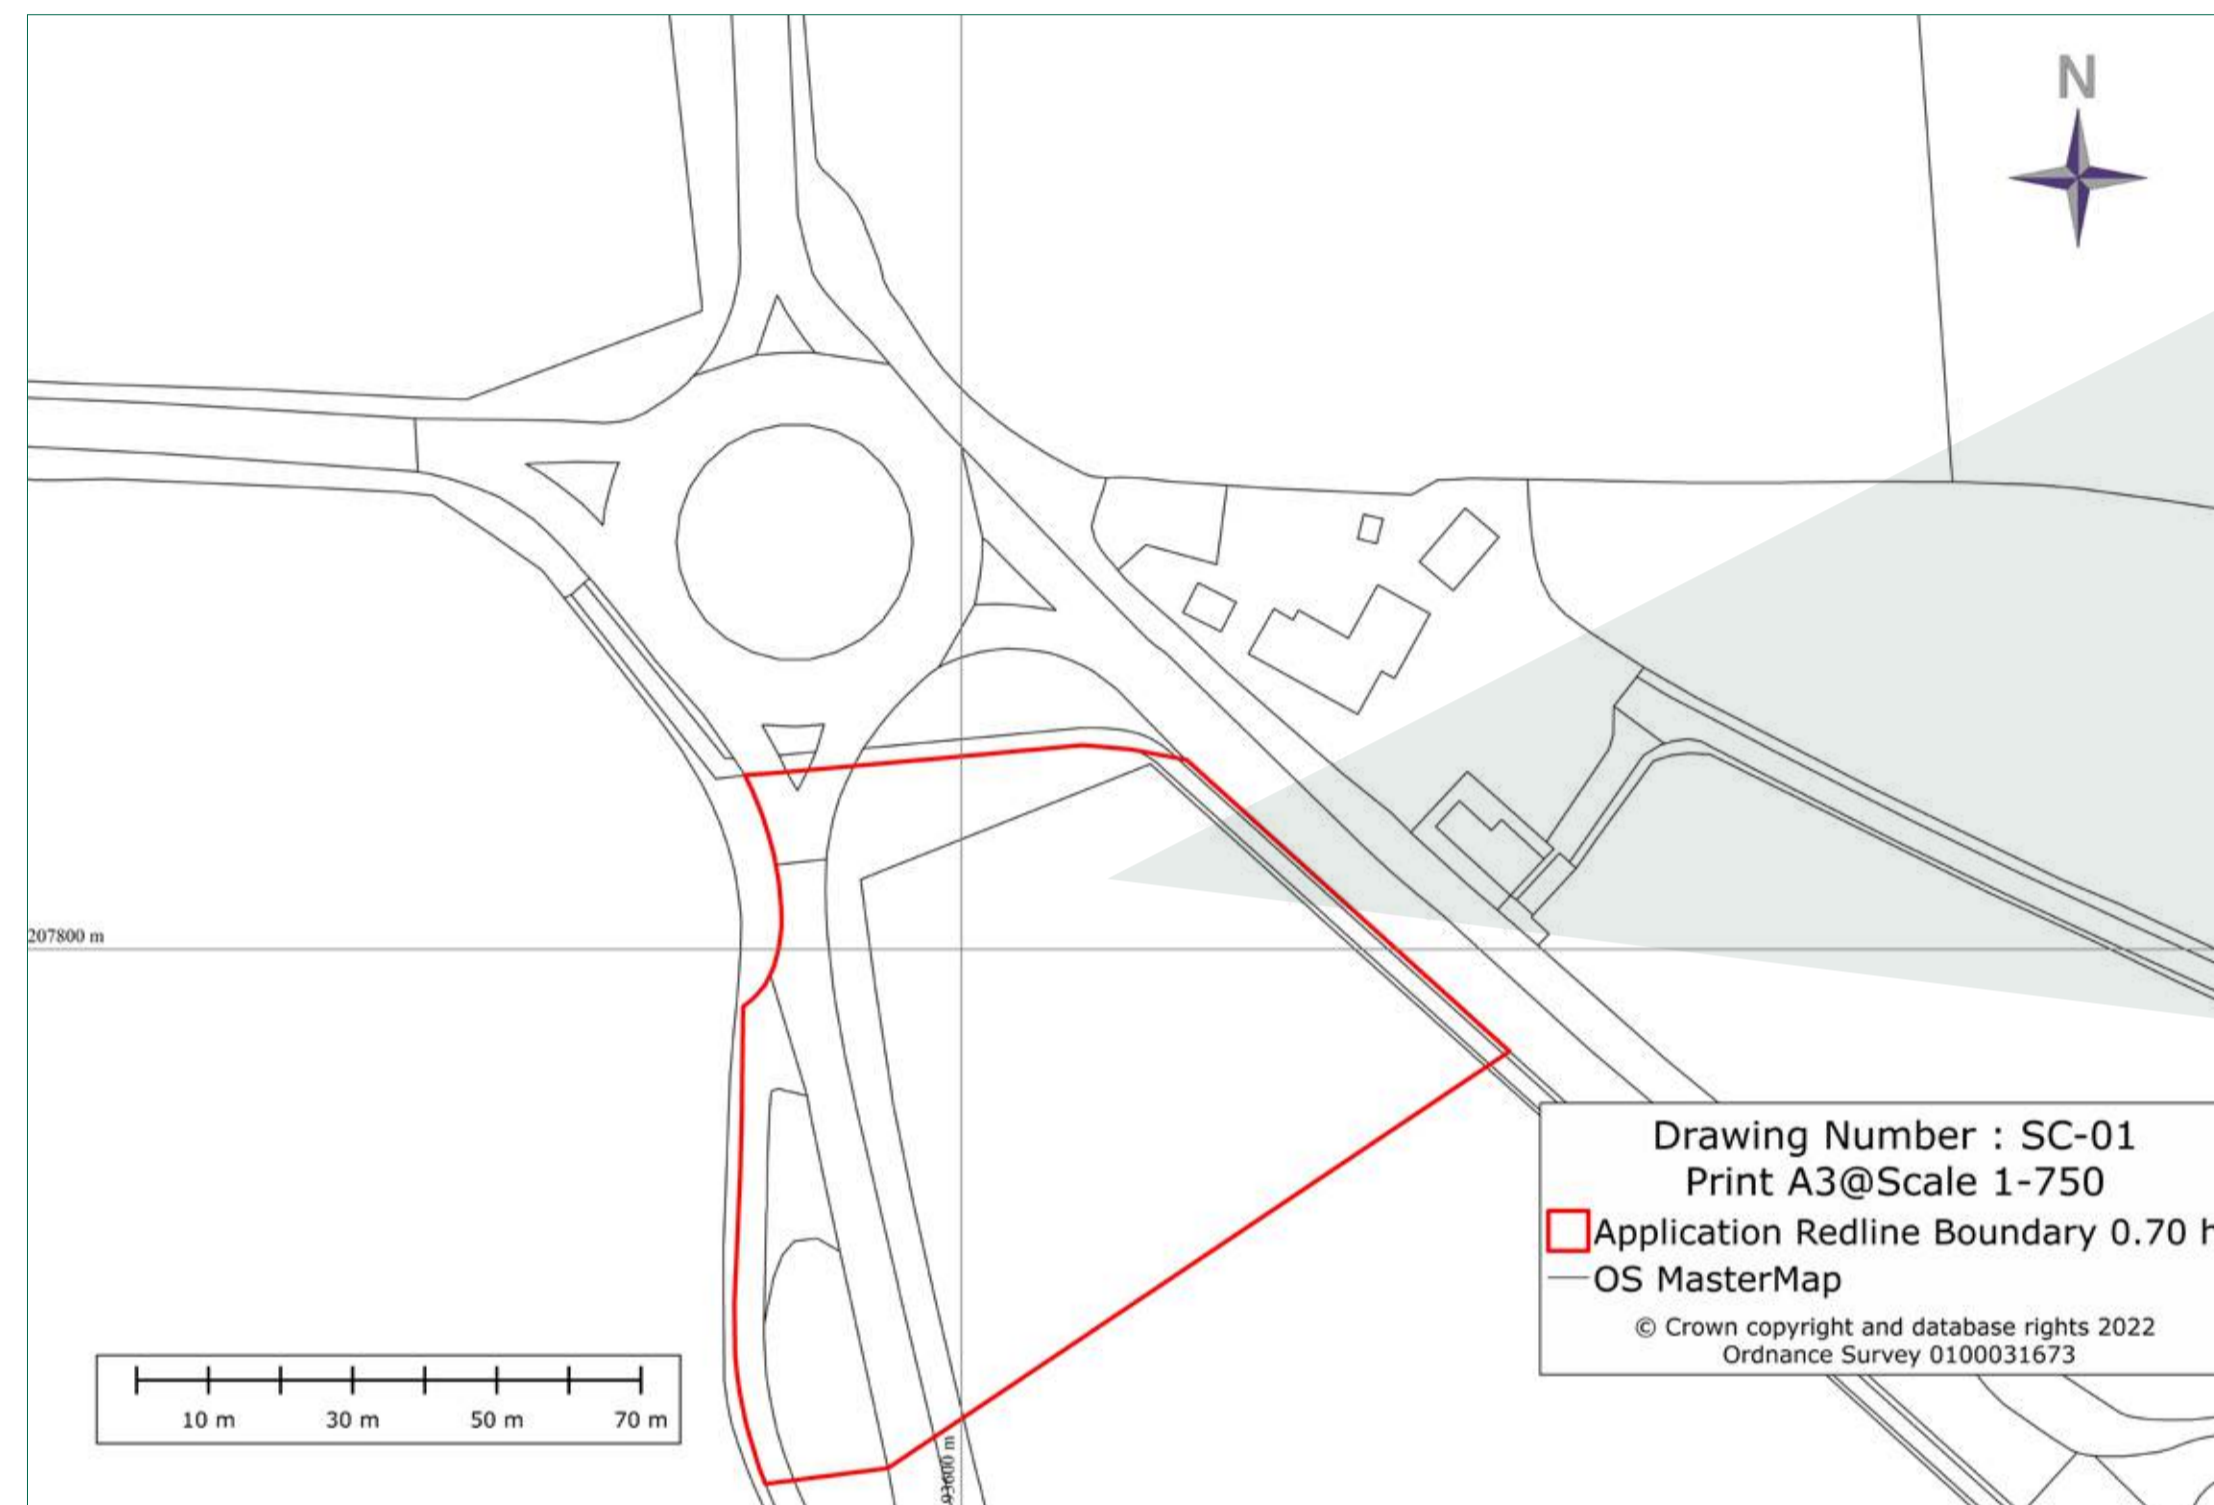 N
207800 m
Drawing Number : SC-01
Print A3@Scale 1-750
Application Redline Boundary 0.70 h
OS MasterMap
© Crown copyright and database rights 2022
Ordnance Survey 0100031673
10 m 30 m 50 m 70 m